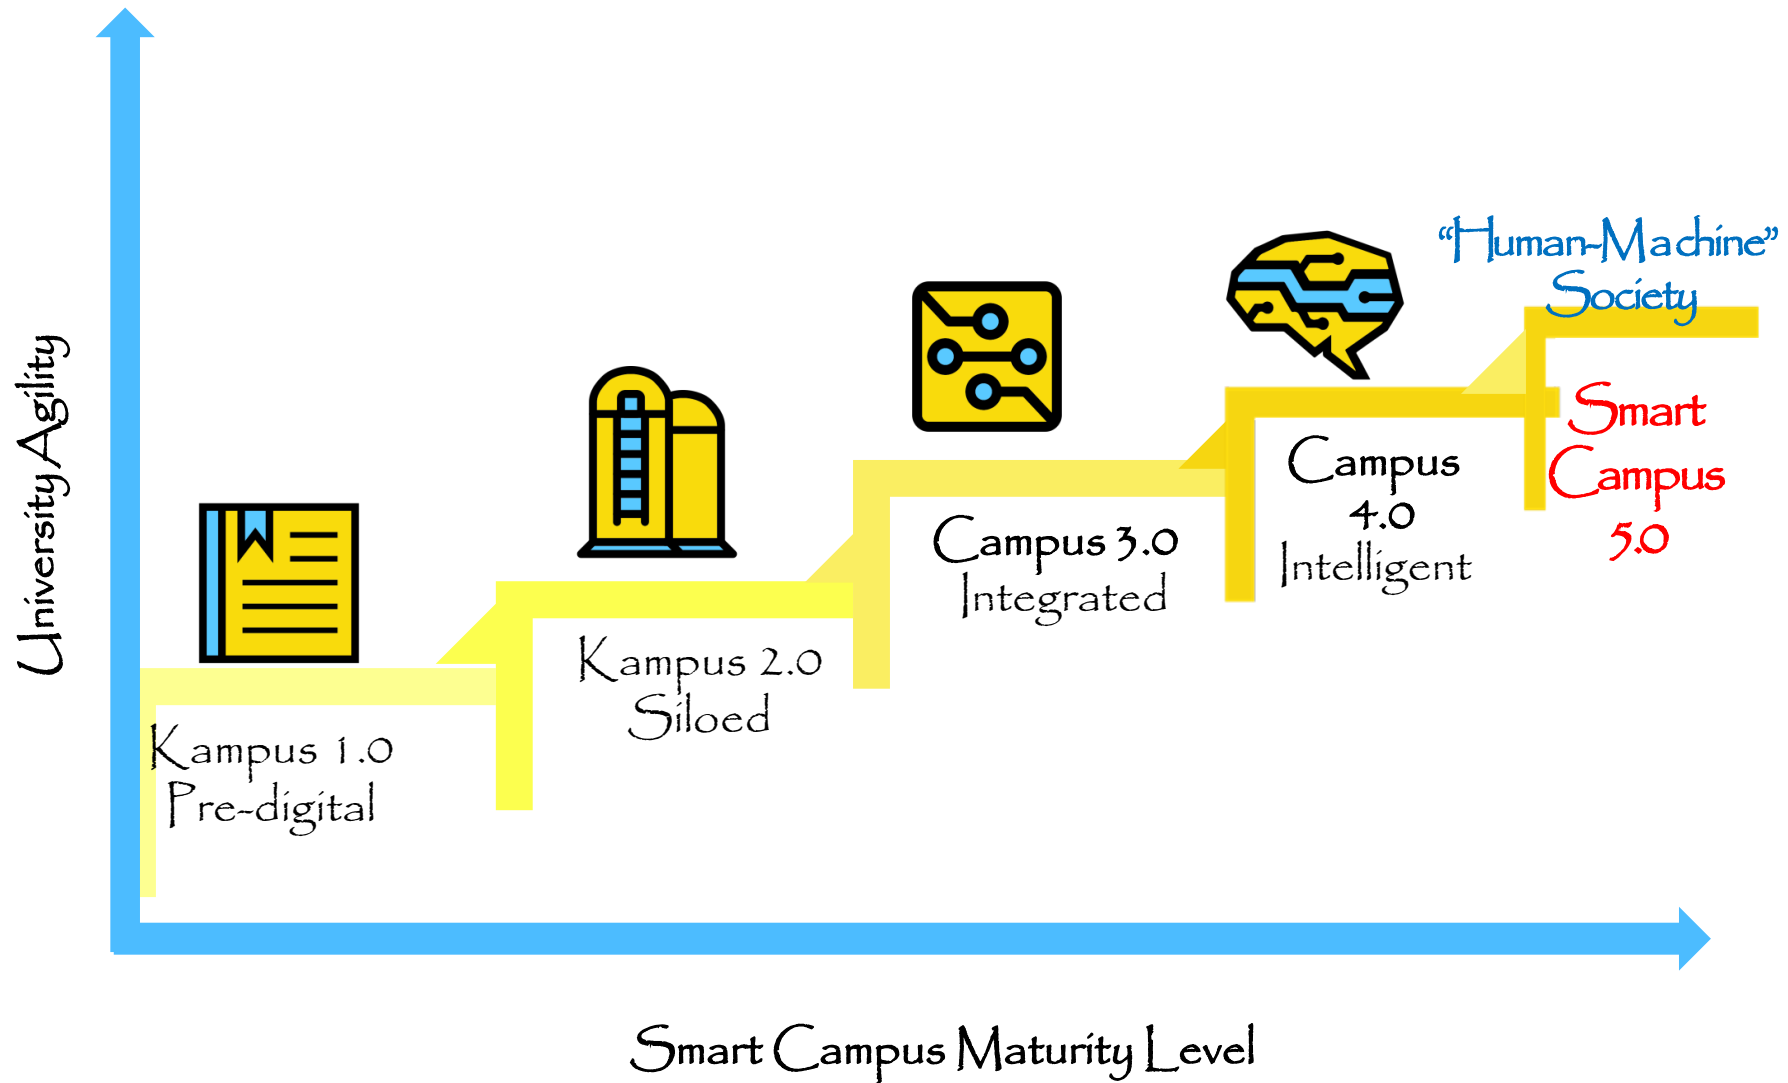 University Agility
Kampus 1.0
Pre-digital
Kampus 2.0
Siloed
Campus 3.0
Integrated
Campus
4.0
Intelligent
“Human-Machine”
Society
Smart
Campus
5.0
Smart Campus Maturity Level